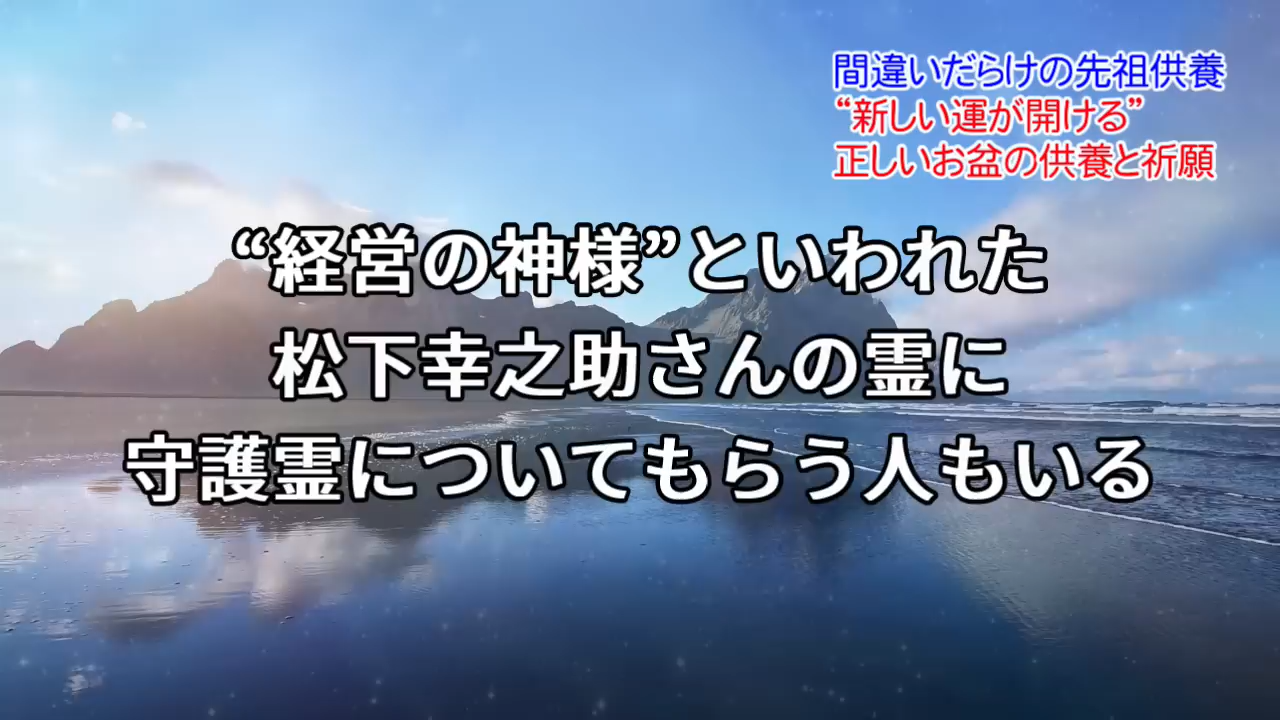 間違いだらけの先祖供養
“新しい運が開ける”
正しいお盆の供養と祈願
“経営の神様”といわれた
松下幸之助さんの霊に
守護霊についてもらう人もいる